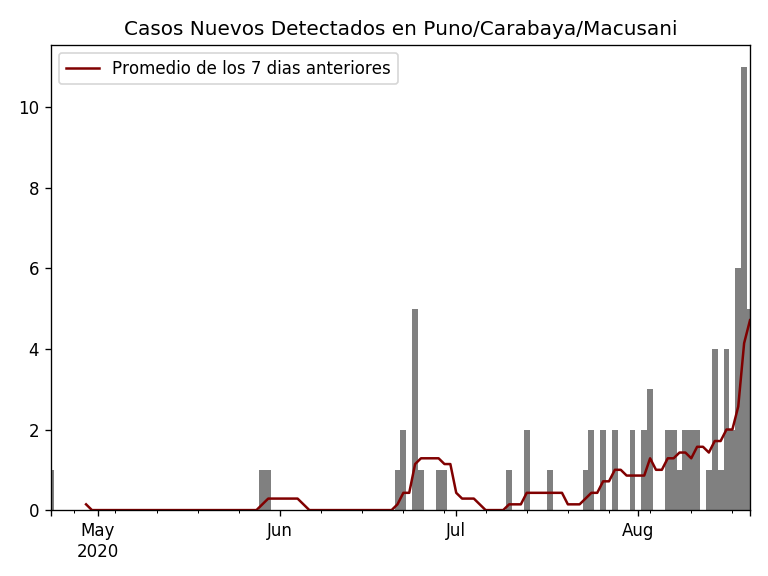 Casos Nuevos Detectados en Puno/Carabaya/Macusani
Promedio de los 7 dias anteriores
10
8
6
4
2
0
May Jun Jul Aug
2020